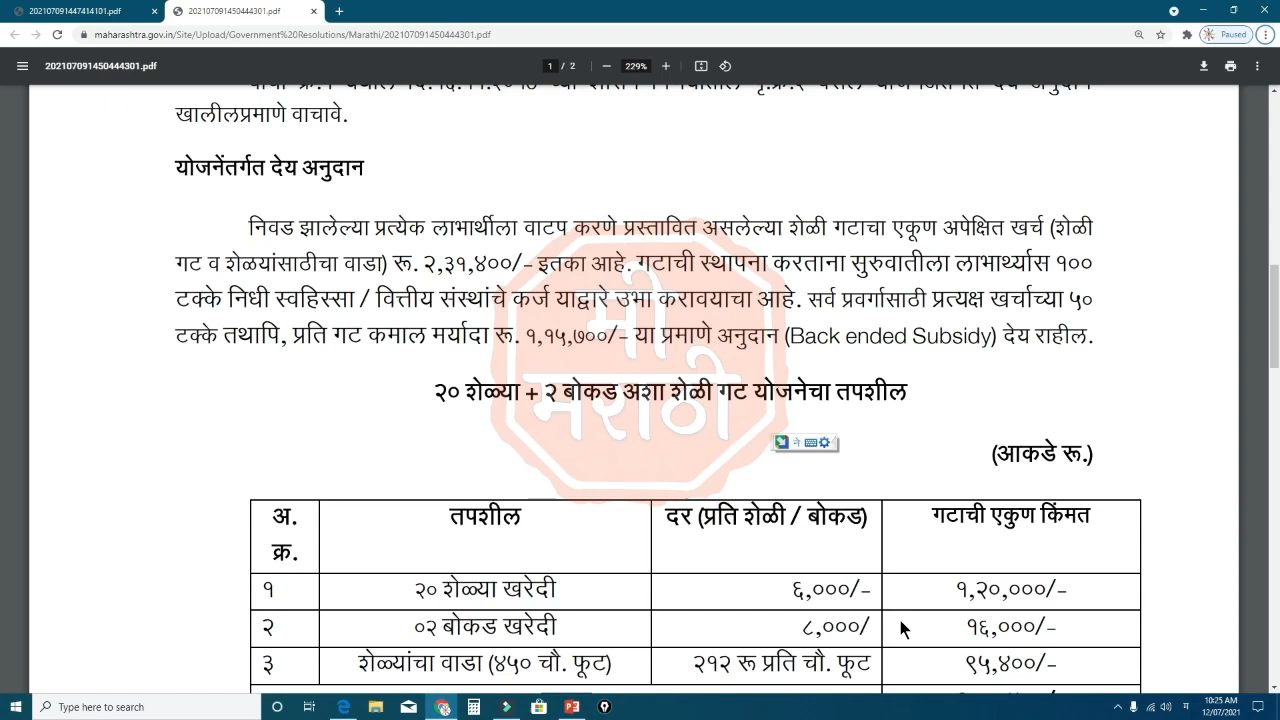 202107091447414101.pdf
202107091450444301.pdf
maharashtra.gov.in/Site/Upload/Government%20Resolutions/Marathi/202107091450444301.pdf
Paused
202107091450444301.pdf
1 / 2
229%
खालीलप्रमाणे वाचावे.
योजनेंतर्गत देय अनुदान
निवड झालेल्या प्रत्येक लाभार्थीला वाटप करणे प्रस्तावित असलेल्या शेळी गटाचा एकूण अपेक्षित खर्च (शेळी
गट व शेळयांसाठीचा वाडा) रू. २,३१,४००/- इतका आहे. गटाची स्थापना करताना सुरुवातीला लाभार्थ्यास १००
टक्के निधी स्वहिस्सा / वित्तीय संस्थांचे कर्ज याद्वारे उभा करावयाचा आहे. सर्व प्रवर्गासाठी प्रत्यक्ष खर्चाच्या ५०
टक्के तथापि, प्रति गट कमाल मर्यादा रू. १,१५,७००/- या प्रमाणे अनुदान (Back ended Subsidy) देय राहील.
मी मराठी
२० शेळ्या + २ बोकड अशा शेळी गट योजनेचा तपशील
ने
(आकडे रू.)
अ. क्र. तपशील दर (प्रति शेळी / बोकड) गटाची एकुण किंमत
१ २० शेळ्या खरेदी ६,०००/- १,२०,०००/-
२ ०२ बोकड खरेदी ८,०००/ १६,०००/-
३ शेळ्यांचा वाडा (४५० चौ. फूट) २१२ रू प्रति चौ. फूट ९५,४००/-
Type here to search
10:25 AM
12/07/2021